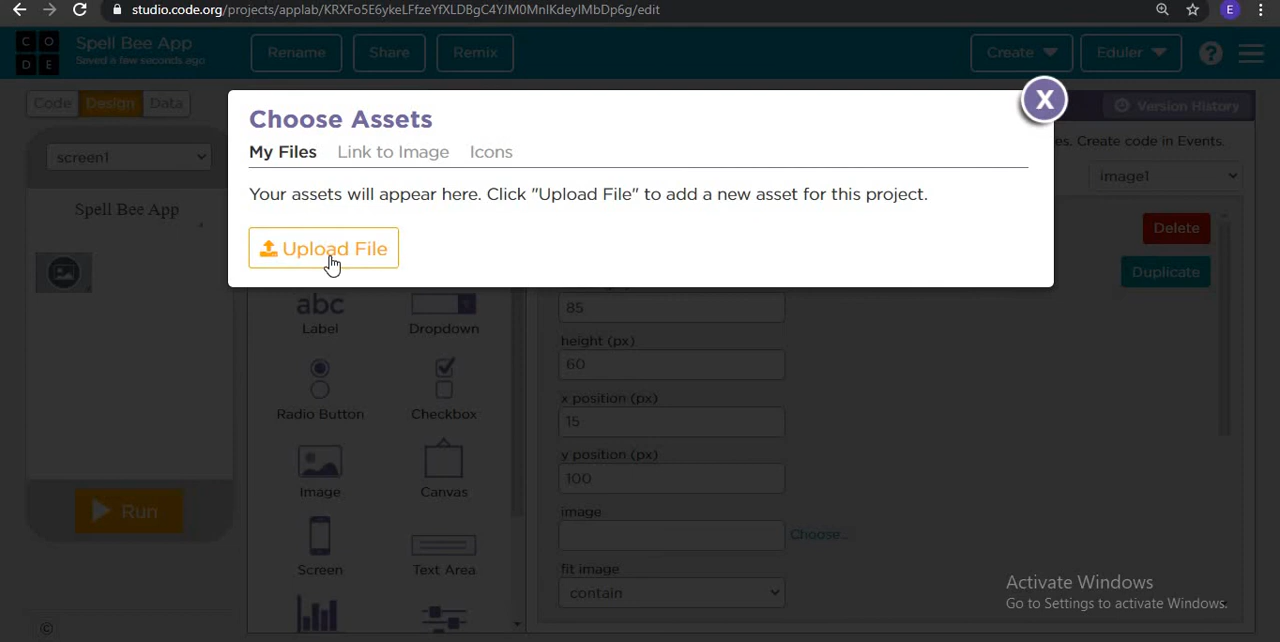 studio.code.org/projects/applab/KRXFo5E6ykeLFfzeYfXLDBgC4YJM0MnIKdeyIMbDp6g/edit
E
C O
D E
Spell Bee App
Saved a few seconds ago
Rename
Share
Remix
Create
Eduler
?
Code
Design
Data
Version History
Choose Assets
X
My Files
Link to Image
Icons
es. Create code in Events.
screen1
image1
Your assets will appear here. Click "Upload File" to add a new asset for this project.
Spell Bee App
Upload File
Delete
Duplicate
85
abc
Label
Dropdown
height (px)
60
x position (px)
15
Radio Button
Checkbox
y position (px)
100
Image
Canvas
Run
image
Choose...
Screen
Text Area
fit image
contain
Activate Windows
Go to Settings to activate Windows.
©